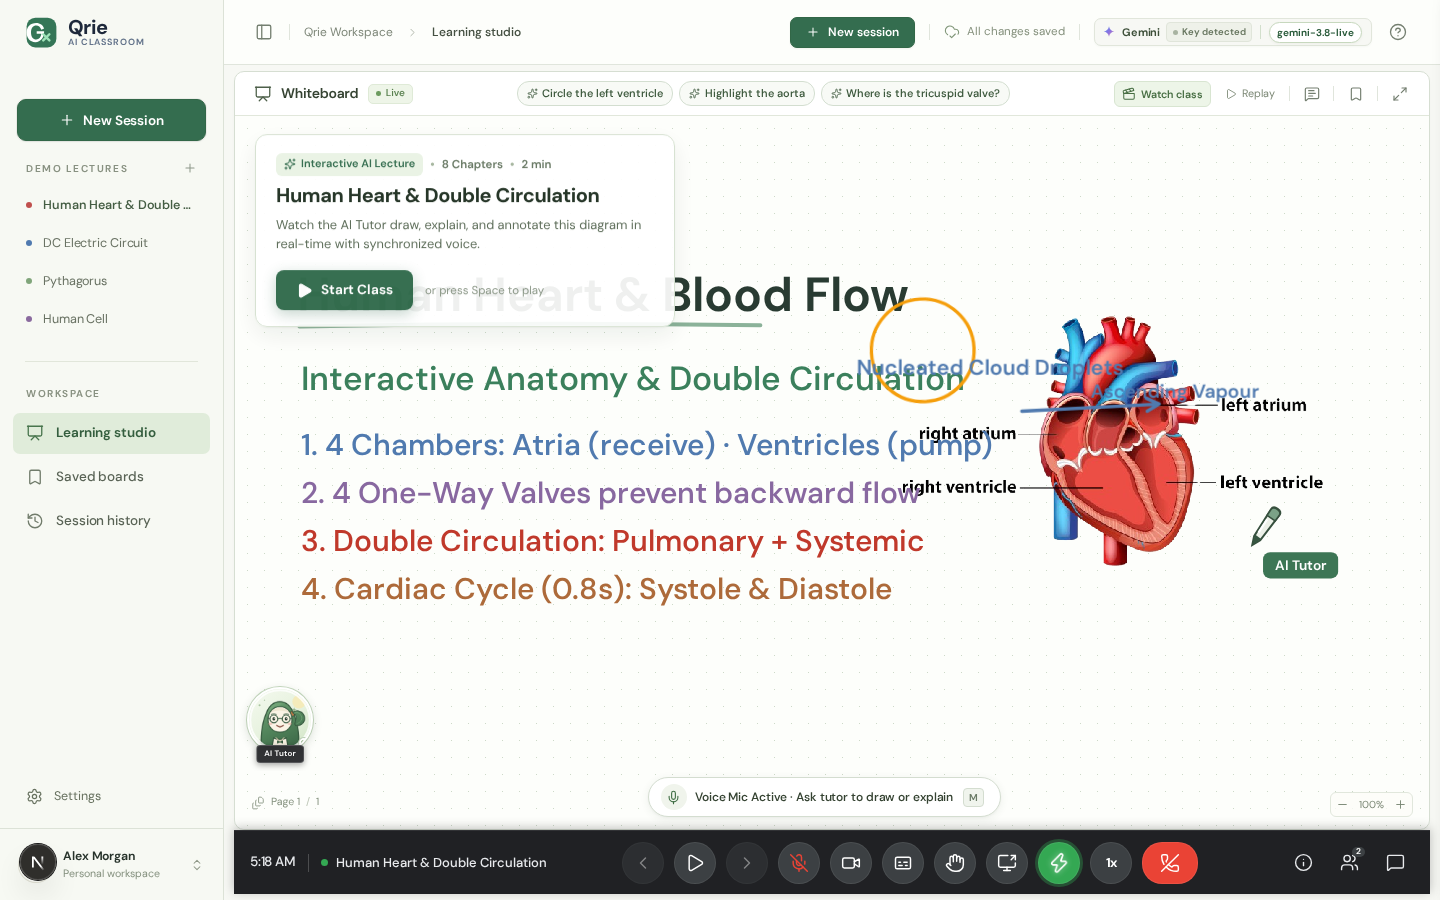 Gx
Qrie
AI CLASSROOM
New Session
DEMO LECTURES
Human Heart & Double ...
DC Electric Circuit
Pythagorus
Human Cell
WORKSPACE
Learning studio
Saved boards
Session history
Settings
N
Alex Morgan
Personal workspace
Qrie Workspace
Learning studio
New session
All changes saved
Gemini
Key detected
gemini-3.8-live
Whiteboard
Live
Circle the left ventricle
Highlight the aorta
Where is the tricuspid valve?
Watch class
Replay
Interactive AI Lecture • 8 Chapters • 2 min
Human Heart & Double Circulation
Watch the AI Tutor draw, explain, and annotate this diagram in
real-time with synchronized voice.
Start Class
or press Space to play
Human Heart & Blood Flow
Interactive Anatomy & Double Circulation
1. 4 Chambers: Atria (receive) · Ventricles (pump)
2. 4 One-Way Valves prevent backward flow
3. Double Circulation: Pulmonary + Systemic
4. Cardiac Cycle (0.8s): Systole & Diastole
Nucleated Cloud Droplets
Ascending Vapour
left atrium
right atrium
left ventricle
right ventricle
AI Tutor
AI Tutor
Page 1 / 1
Voice Mic Active · Ask tutor to draw or explain
M
100%
5:18 AM
Human Heart & Double Circulation
1x
2